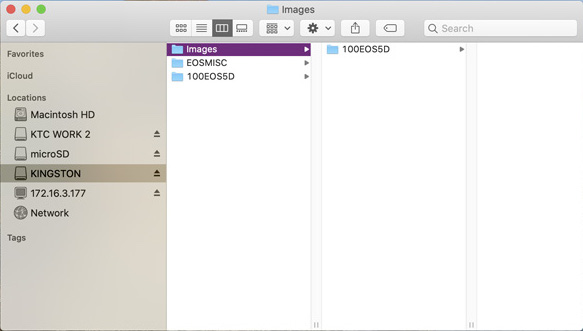 Images
Search
Favorites
iCloud
Locations
Macintosh HD
KTC WORK 2
microSD
KINGSTON
172.16.3.177
Network
Tags
Images
EOSMISC
100EOS5D
100EOS5D